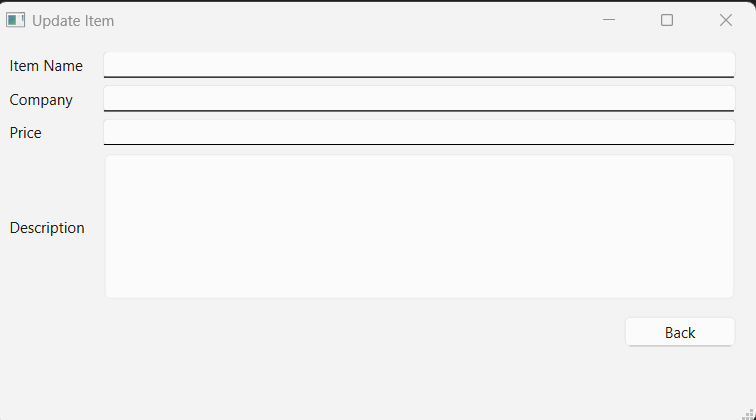 Update Item
Item Name
Company
Price
Description
Back